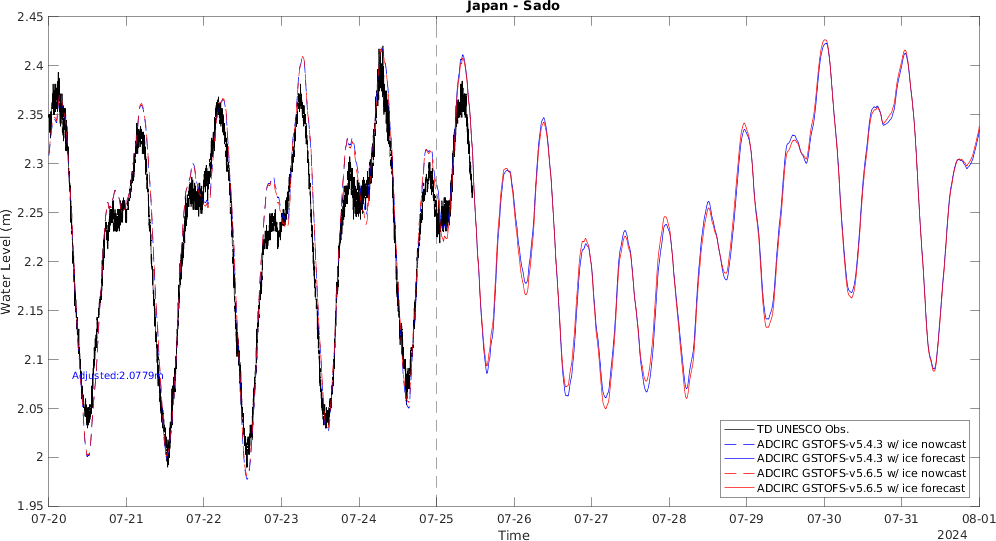 Japan - Sado
2.45
2.4
2.35
2.3
2.25
2.2
2.15
2.1
2.05
2
1.95
Water Level (m)
Adjusted:2.0779m
TD UNESCO Obs.
ADCIRC GSTOFS-v5.4.3 w/ ice nowcast
ADCIRC GSTOFS-v5.4.3 w/ ice forecast
ADCIRC GSTOFS-v5.6.5 w/ ice nowcast
ADCIRC GSTOFS-v5.6.5 w/ ice forecast
07-20 07-21 07-22 07-23 07-24 07-25 07-26 07-27 07-28 07-29 07-30 07-31 08-01
Time
2024